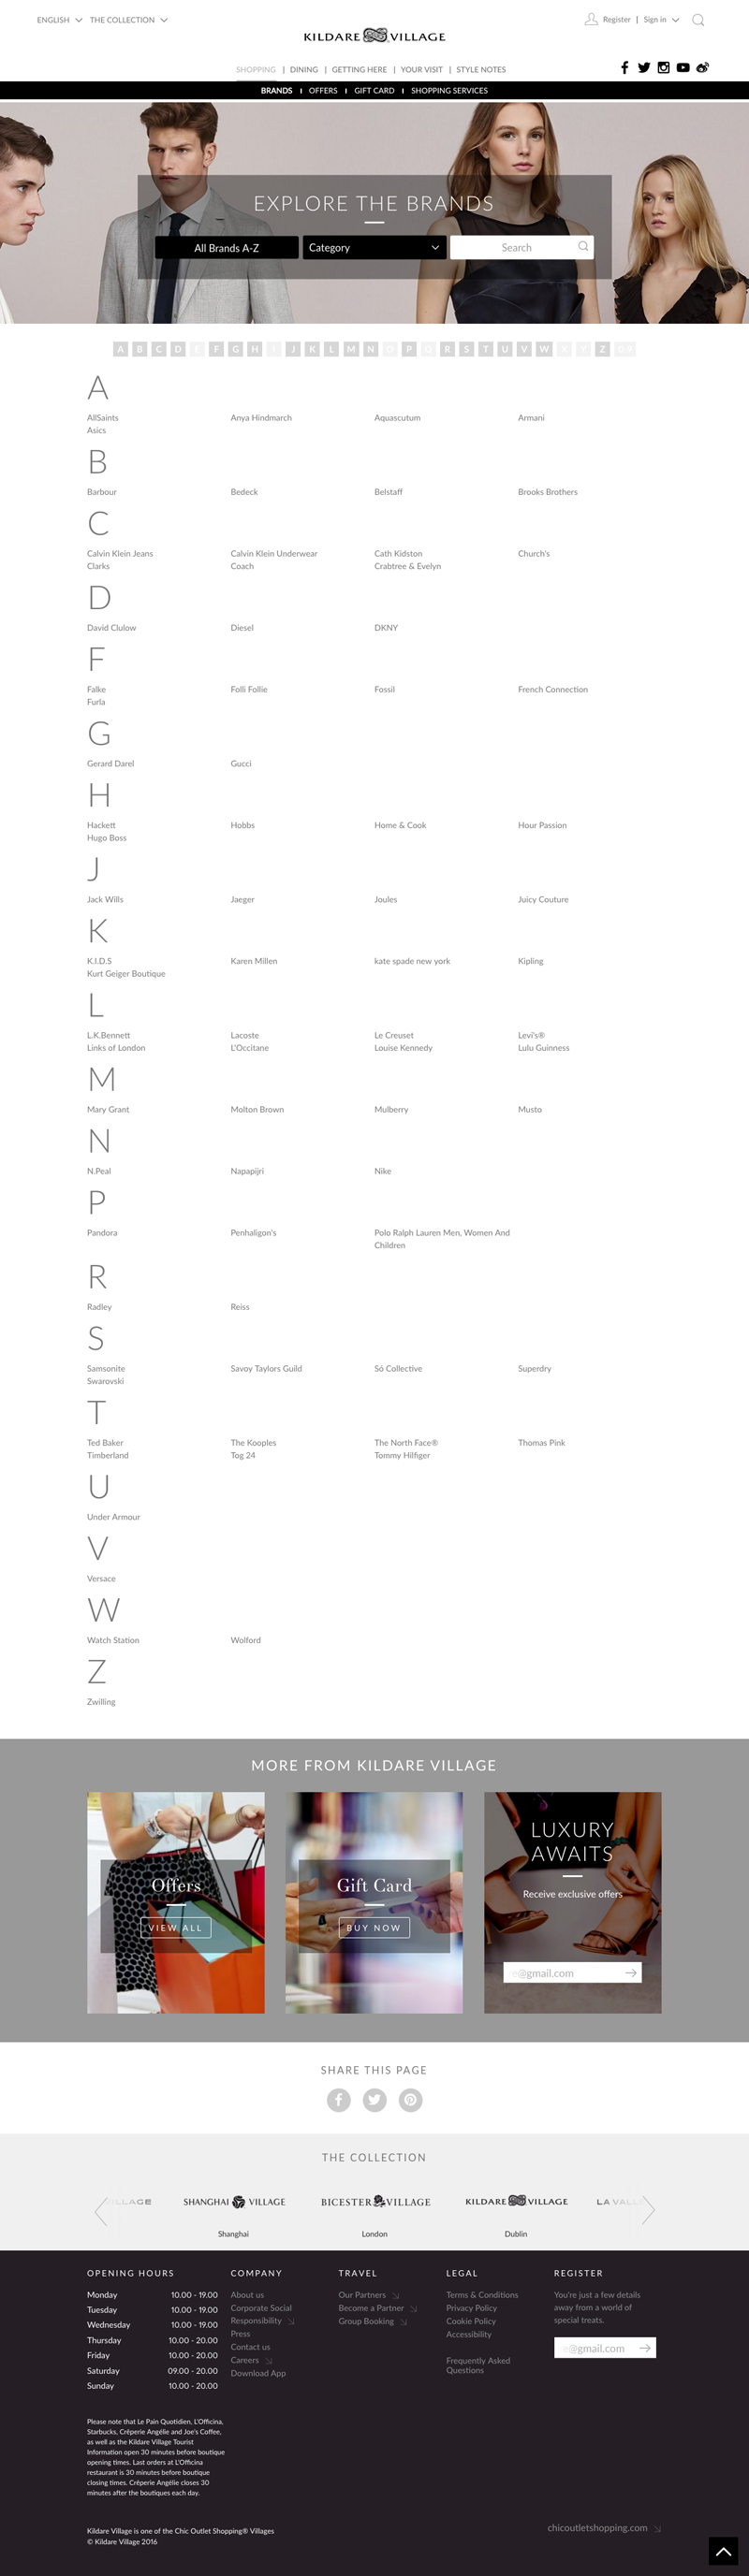 ENGLISH THE COLLECTION
Register | Sign in
KILDARE VILLAGE
SHOPPING | DINING | GETTING HERE | YOUR VISIT | STYLE NOTES
BRANDS | OFFERS | GIFT CARD | SHOPPING SERVICES
EXPLORE THE BRANDS
All Brands A-Z Category Search
A B C D E F G H I J K L M N O P Q R S T U V W X Y Z 0-9
A
AllSaints Anya Hindmarch Aquascutum Armani
Asics
B
Barbour Bedeck Belstaff Brooks Brothers
C
Calvin Klein Jeans Calvin Klein Underwear Cath Kidston Church's
Clarks Coach Crabtree & Evelyn
D
David Clulow Diesel DKNY
F
Falke Folli Follie Fossil French Connection
Furla
G
Gerard Darel Gucci
H
Hackett Hobbs Home & Cook Hour Passion
Hugo Boss
J
Jack Wills Jaeger Joules Juicy Couture
K
K.I.D.S Karen Millen kate spade new york Kipling
Kurt Geiger Boutique
L
L.K.Bennett Lacoste Le Creuset Levi's®
Links of London L'Occitane Louise Kennedy Lulu Guinness
M
Mary Grant Molton Brown Mulberry Musto
N
N.Peal Napapijri Nike
P
Pandora Penhaligon's Polo Ralph Lauren Men, Women And
Children
R
Radley Reiss
S
Samsonite Savoy Taylors Guild Só Collective Superdry
Swarovski
T
Ted Baker The Kooples The North Face® Thomas Pink
Timberland Tog 24 Tommy Hilfiger
U
Under Armour
V
Versace
W
Watch Station Wolford
Z
Zwilling
MORE FROM KILDARE VILLAGE
Offers
VIEW ALL
Gift Card
BUY NOW
LUXURY
AWAITS
Receive exclusive offers
e@gmail.com
SHARE THIS PAGE
THE COLLECTION
LLAGE SHANGHAI VILLAGE BICESTER VILLAGE KILDARE VILLAGE LA VALL
Shanghai London Dublin
OPENING HOURS
Monday 10.00 - 19.00
Tuesday 10.00 - 19.00
Wednesday 10.00 - 19.00
Thursday 10.00 - 20.00
Friday 10.00 - 20.00
Saturday 09.00 - 20.00
Sunday 10.00 - 20.00
Please note that Le Pain Quotidien, L'Officina,
Starbucks, Crêperie Angélie and Joe's Coffee,
as well as the Kildare Village Tourist
Information open 30 minutes before boutique
opening times. Last orders at L'Officina
restaurant is 30 minutes before boutique
closing times. Crêperie Angélie closes 30
minutes after the boutiques each day.
COMPANY
About us
Corporate Social
Responsibility
Press
Contact us
Careers
Download App
TRAVEL
Our Partners
Become a Partner
Group Booking
LEGAL
Terms & Conditions
Privacy Policy
Cookie Policy
Accessibility
Frequently Asked
Questions
REGISTER
You're just a few details
away from a world of
special treats.
@gmail.com
Kildare Village is one of the Chic Outlet Shopping® Villages
© Kildare Village 2016
chicoutletshopping.com